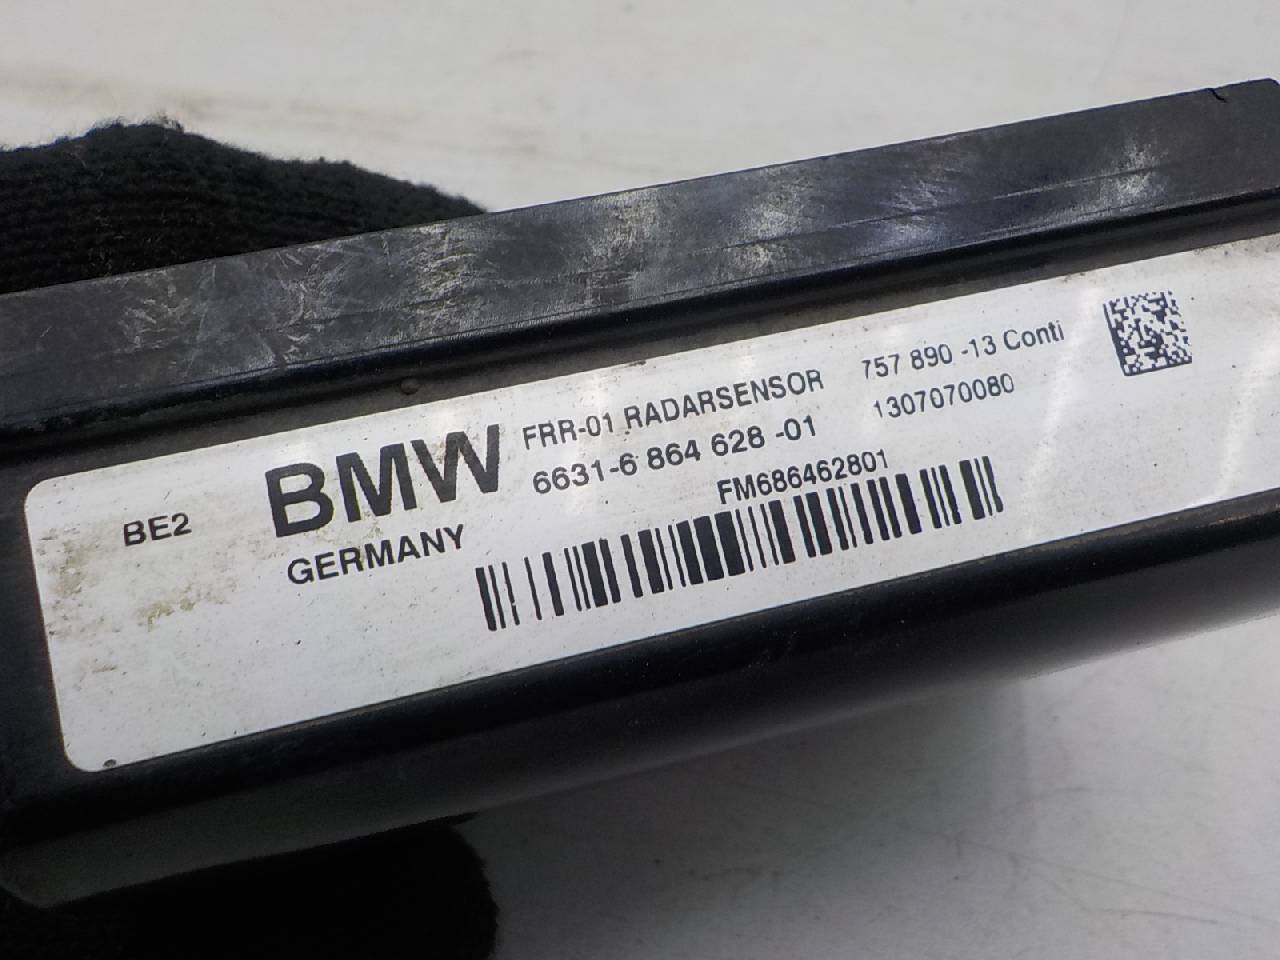 BE2
BMW
GERMANY
FRR-01 RADARSENSOR
6631-6 864 628 -01
757 890 -13 Conti
1307070080
FM686462801